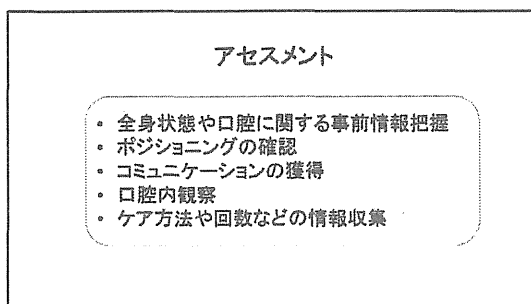 アセスメント
・ 全身状態や口腔に関する事前情報把握
・ ポジショニングの確認
・ コミュニケーションの獲得
・ 口腔内観察
・ ケア方法や回数などの情報収集